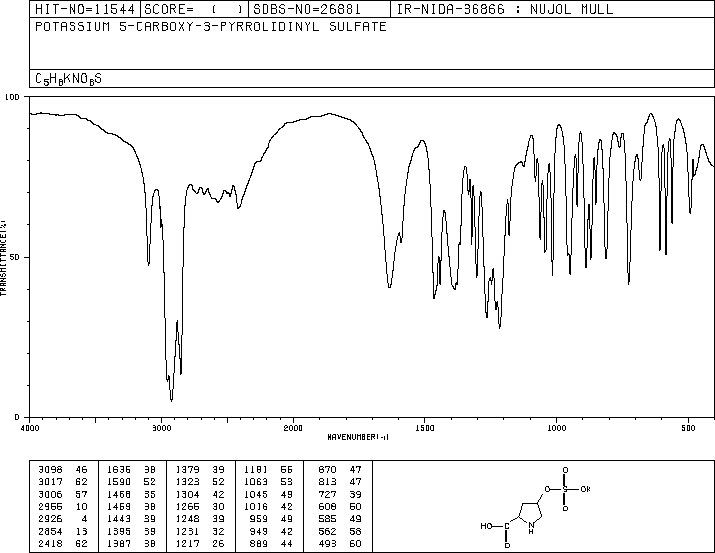 HIT-NO=11544 SCORE= ( ) SDBS-NO=26881 IR-NIDA-36866 : NUJOL MULL
POTASSIUM 5-CARBOXY-3-PYRROLIDINYL SULFATE
C5H8KNO6S
100
50
0
TRANSMITTANCE(%)
4000 3000 2000 1500 1000 500
WAVENUMBER(-1)
3098 46 1636 38 1379 39 1181 55 870 47
3017 62 1590 52 1323 52 1063 53 813 47
3006 57 1468 35 1304 42 1045 49 727 39
2955 10 1459 38 1265 30 1016 42 608 50
2926 4 1443 39 1248 39 959 49 585 49
2854 13 1395 39 1231 32 949 42 562 58
2418 62 1387 38 1217 26 889 44 493 60
O
O S OK
O
HO C
O
NH